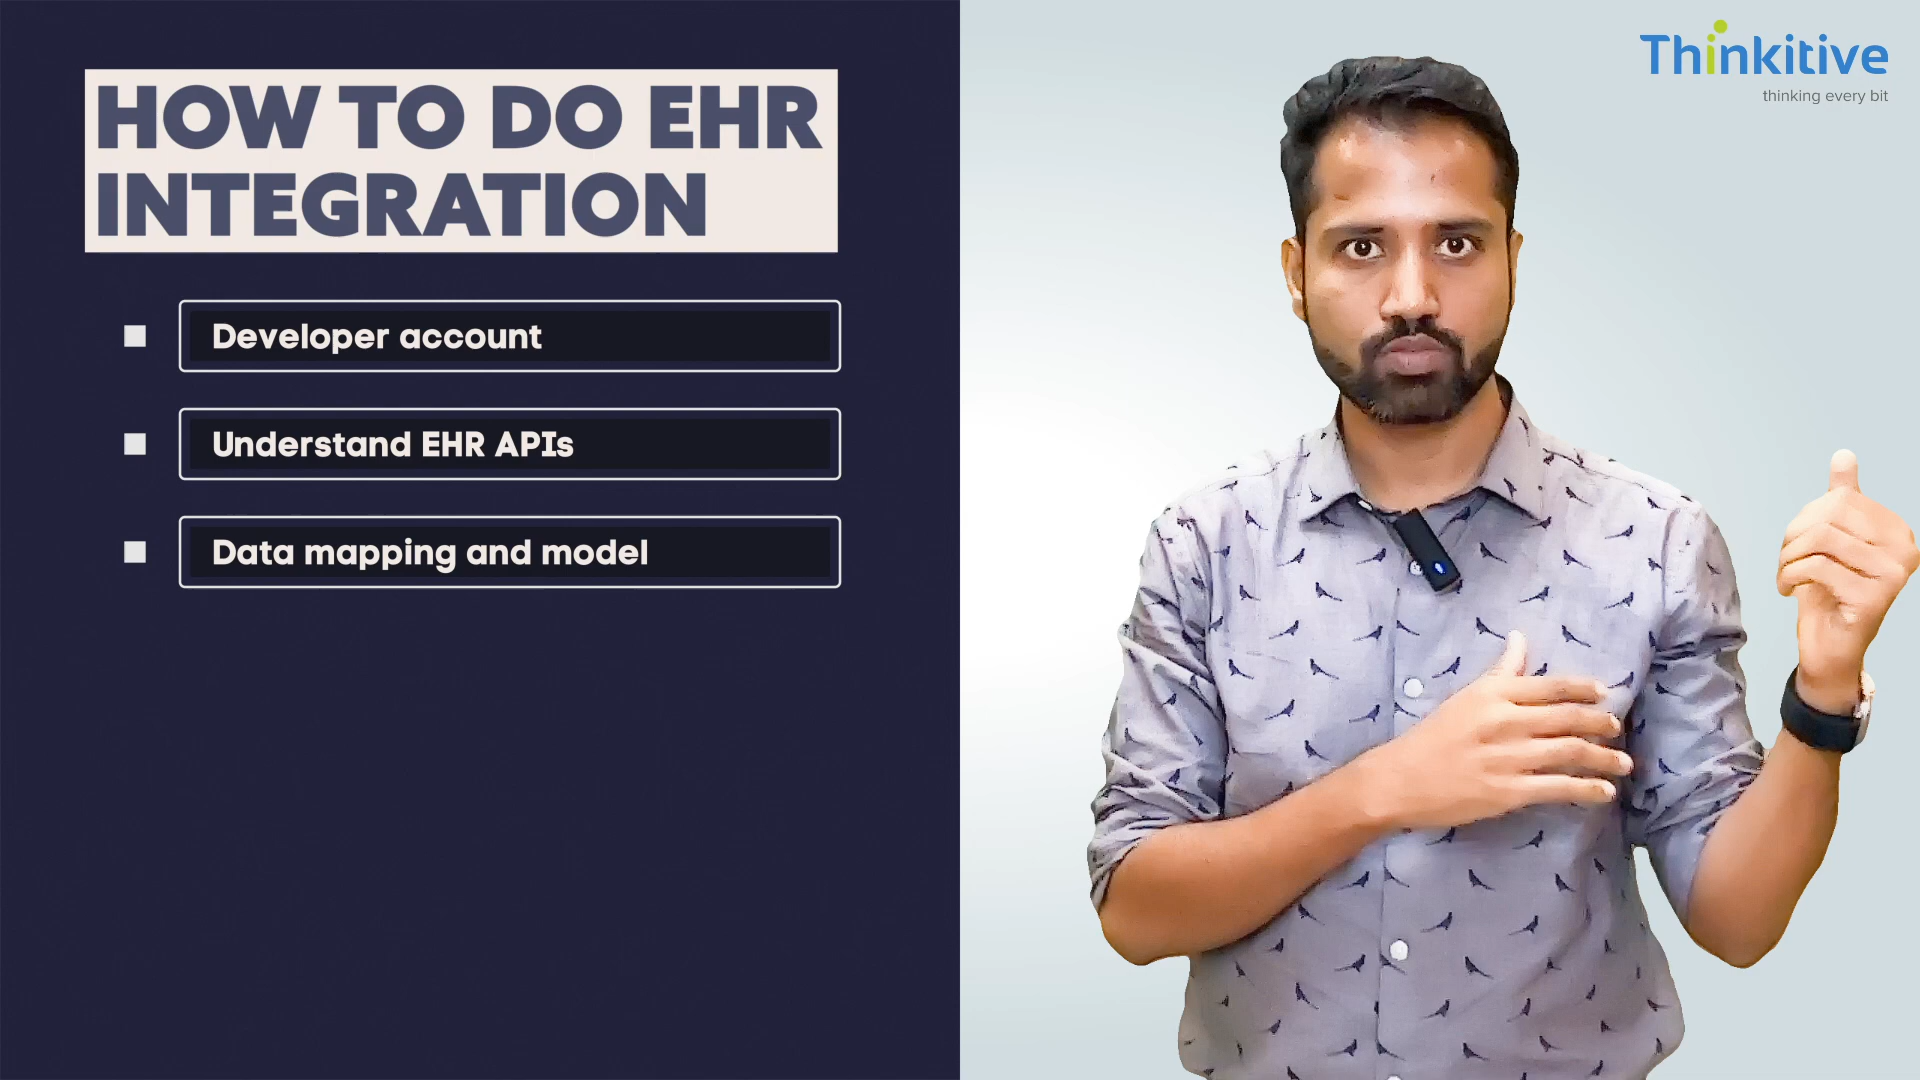 HOW TO DO EHR
INTEGRATION
Developer account
Understand EHR APIs
Data mapping and model
Thinkitive
thinking every bit